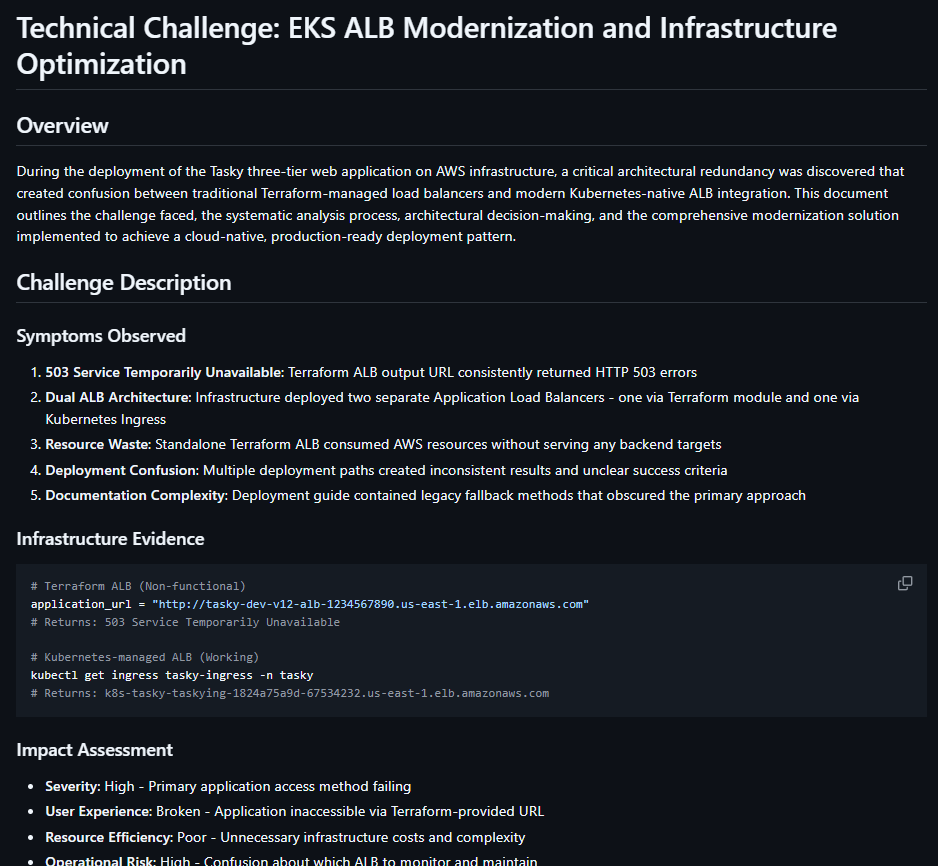 Technical Challenge: EKS ALB Modernization and Infrastructure
Optimization
Overview
During the deployment of the Tasky three-tier web application on AWS infrastructure, a critical architectural redundancy was discovered that
created confusion between traditional Terraform-managed load balancers and modern Kubernetes-native ALB integration. This document
outlines the challenge faced, the systematic analysis process, architectural decision-making, and the comprehensive modernization solution
implemented to achieve a cloud-native, production-ready deployment pattern.
Challenge Description
Symptoms Observed
1. 503 Service Temporarily Unavailable: Terraform ALB output URL consistently returned HTTP 503 errors
2. Dual ALB Architecture: Infrastructure deployed two separate Application Load Balancers - one via Terraform module and one via
Kubernetes Ingress
3. Resource Waste: Standalone Terraform ALB consumed AWS resources without serving any backend targets
4. Deployment Confusion: Multiple deployment paths created inconsistent results and unclear success criteria
5. Documentation Complexity: Deployment guide contained legacy fallback methods that obscured the primary approach
Infrastructure Evidence
# Terraform ALB (Non-functional)
application_url = "http://tasky-dev-v12-alb-1234567890.us-east-1.elb.amazonaws.com"
# Returns: 503 Service Temporarily Unavailable
# Kubernetes-managed ALB (Working)
kubectl get ingress tasky-ingress -n tasky
# Returns: k8s-tasky-taskying-1824a75a9d-67534232.us-east-1.elb.amazonaws.com
Impact Assessment
• Severity: High - Primary application access method failing
• User Experience: Broken - Application inaccessible via Terraform-provided URL
• Resource Efficiency: Poor - Unnecessary infrastructure costs and complexity
• Operational Risk: High - Confusion about which ALB to monitor and maintain